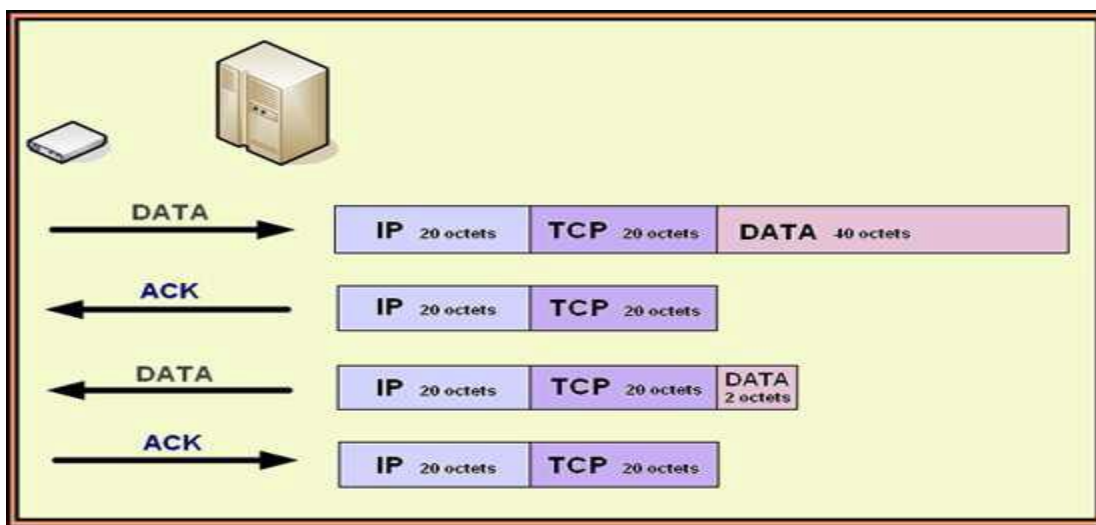 DATA
IP 20 octets TCP 20 octets DATA 40 octets
ACK
IP 20 octets TCP 20 octets
DATA
IP 20 octets TCP 20 octets DATA 2 octets
ACK
IP 20 octets TCP 20 octets